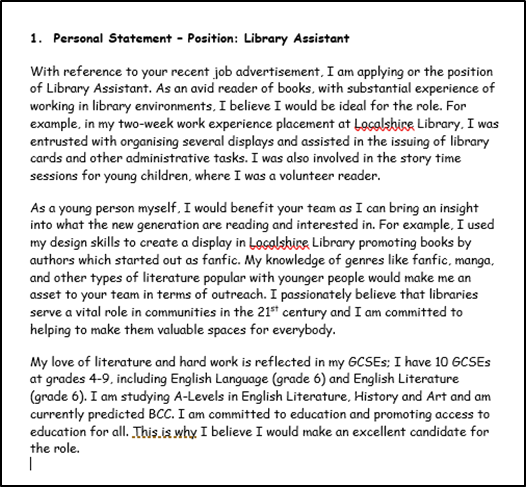 1. Personal Statement – Position: Library Assistant
With reference to your recent job advertisement, I am applying or the position
of Library Assistant. As an avid reader of books, with substantial experience of
working in library environments, I believe I would be ideal for the role. For
example, in my two-week work experience placement at Localshire Library, I was
entrusted with organising several displays and assisted in the issuing of library
cards and other administrative tasks. I was also involved in the story time
sessions for young children, where I was a volunteer reader.
As a young person myself, I would benefit your team as I can bring an insight
into what the new generation are reading and interested in. For example, I used
my design skills to create a display in Localshire Library promoting books by
authors which started out as fanfic. My knowledge of genres like fanfic, manga,
and other types of literature popular with younger people would make me an
asset to your team in terms of outreach. I passionately believe that libraries
serve a vital role in communities in the 21st century and I am committed to
helping to make them valuable spaces for everybody.
My love of literature and hard work is reflected in my GCSEs; I have 10 GCSEs
at grades 4-9, including English Language (grade 6) and English Literature
(grade 6). I am studying A-Levels in English Literature, History and Art and am
currently predicted BCC. I am committed to education and promoting access to
education for all. This is why I believe I would make an excellent candidate for
the role.